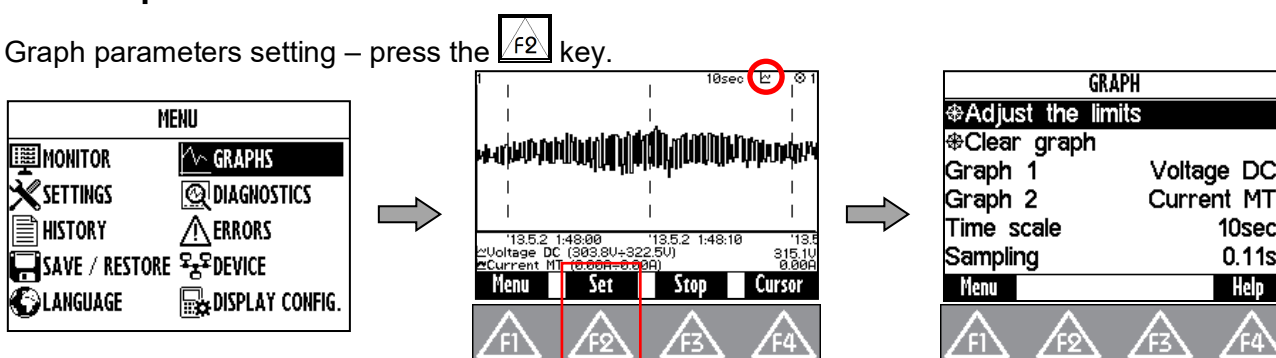 Graph parameters setting – press the F2 key.
MENU
MONITOR GRAPHS
SETTINGS DIAGNOSTICS
HISTORY ERRORS
SAVE / RESTORE DEVICE
LANGUAGE DISPLAY CONFIG.
1 10sec 1
'13.5.2 1:48:00 '13.5.2 1:48:10 '13.5
Voltage DC (303.8V÷322.5V) 315.1V
Current MT (0.00A÷0.00A) 0.00A
Menu Set Stop Cursor
F1 F2 F3 F4
GRAPH
Adjust the limits
Clear graph
Graph 1 Voltage DC
Graph 2 Current MT
Time scale 10sec
Sampling 0.11s
Menu Help
F1 F2 F3 F4